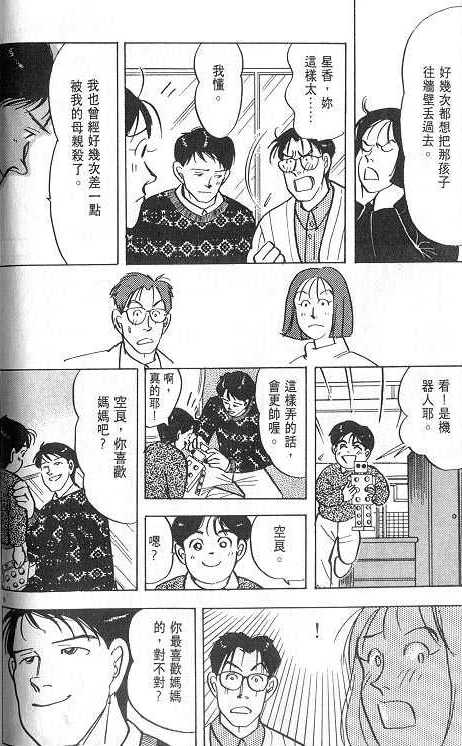 好幾次都想把那孩子
往牆壁丟過去。
星香，妳
這樣太……
我懂。
我也曾經好幾次差一點
被我的母親殺了。
看！是機
器人耶。
這樣弄的話，
會更帥喔。
啊，
真的耶！
空良，你喜歡
媽媽吧？
空良。
嗯？
！
你最喜歡媽媽
的，對不對？